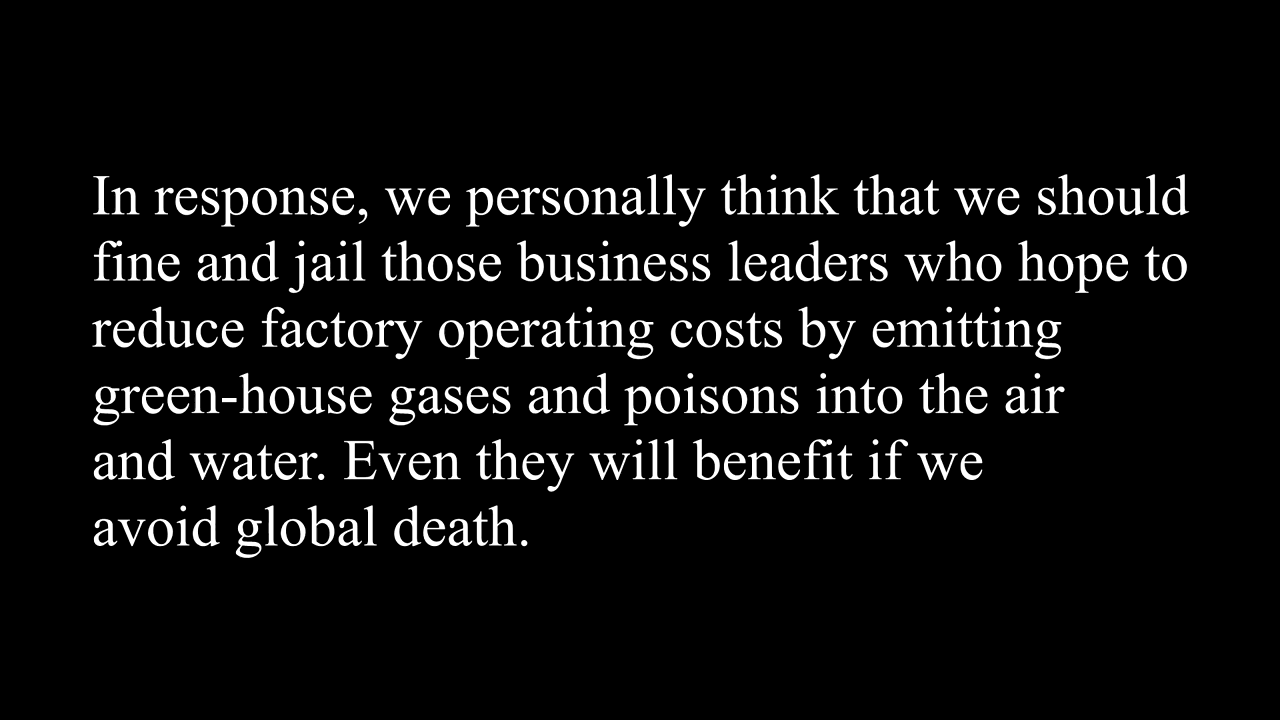 In response, we personally think that we should
fine and jail those business leaders who hope to
reduce factory operating costs by emitting
green-house gases and poisons into the air
and water. Even they will benefit if we
avoid global death.